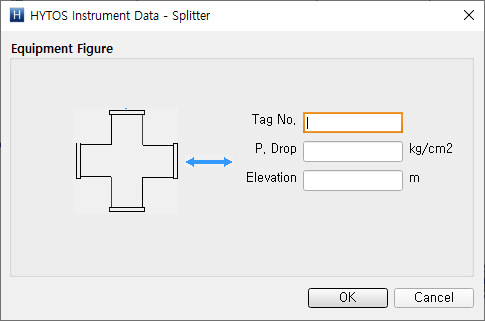 H HYTOS Instrument Data - Splitter
Equipment Figure
Tag No.
P. Drop kg/cm2
Elevation m
OK Cancel